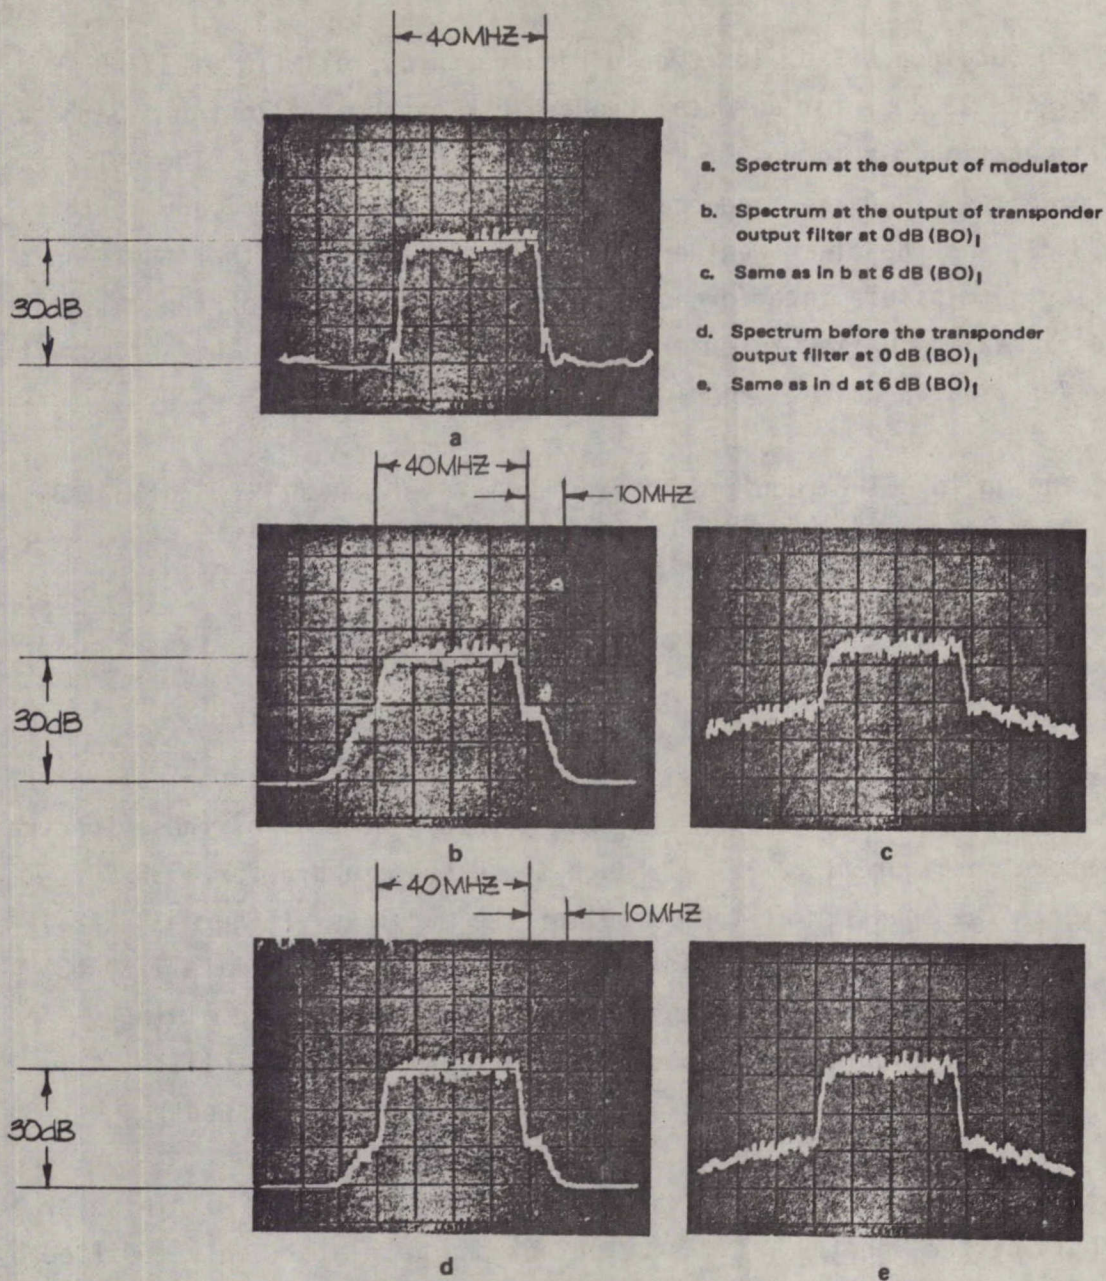 40MHZ
a. Spectrum at the output of modulator
b. Spectrum at the output of transponder
output filter at 0 dB (BO)I
c. Same as in b at 6 dB (BO)I
d. Spectrum before the transponder
output filter at 0 dB (BO)I
e. Same as in d at 6 dB (BO)I
30dB
a
40MHZ
10MHZ
30dB
b
c
40MHZ
10MHZ
30dB
d
e